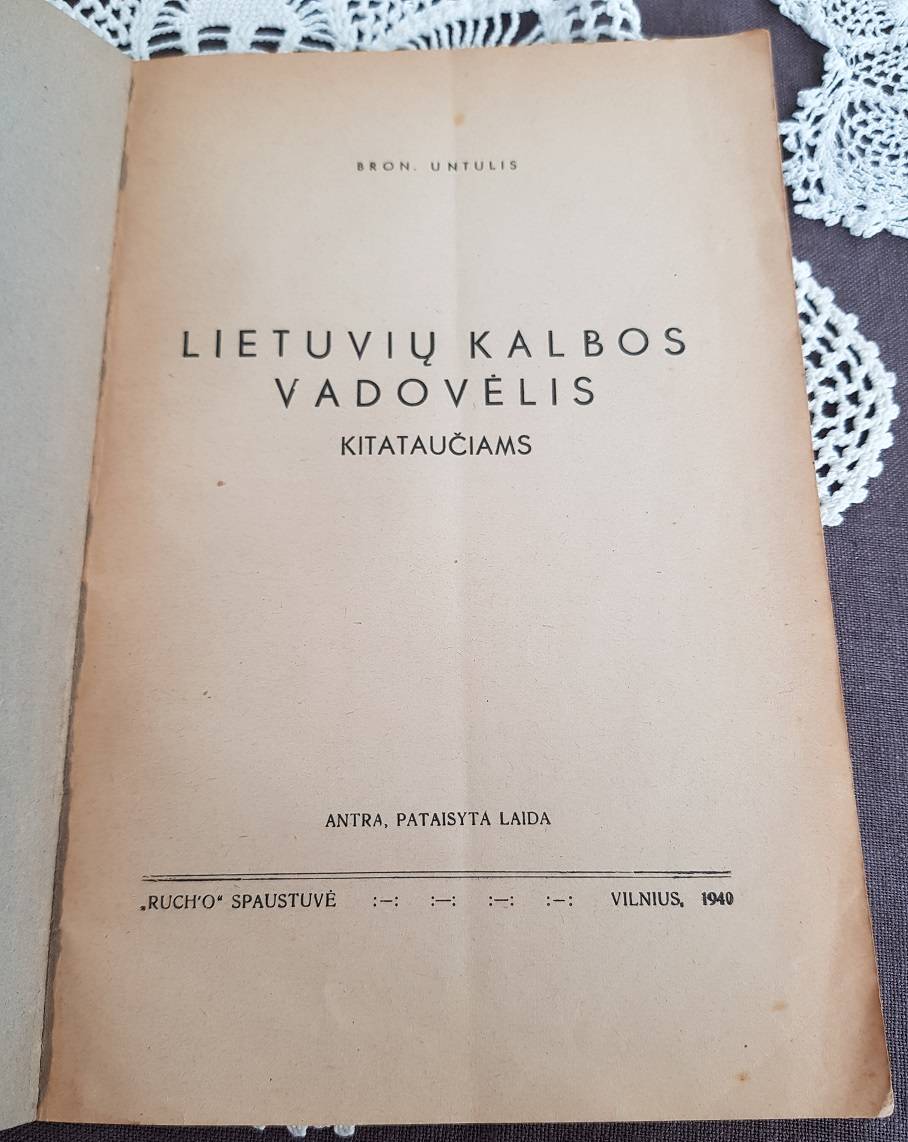 BRON. UNTULIS
LIETUVIŲ KALBOS
VADOVĖLIS
KITATAUČIAMS
ANTRA, PATAISYTA LAIDA
„RUCH'O“ SPAUSTUVĖ :—: :—: :—: :—: VILNIUS, 1940